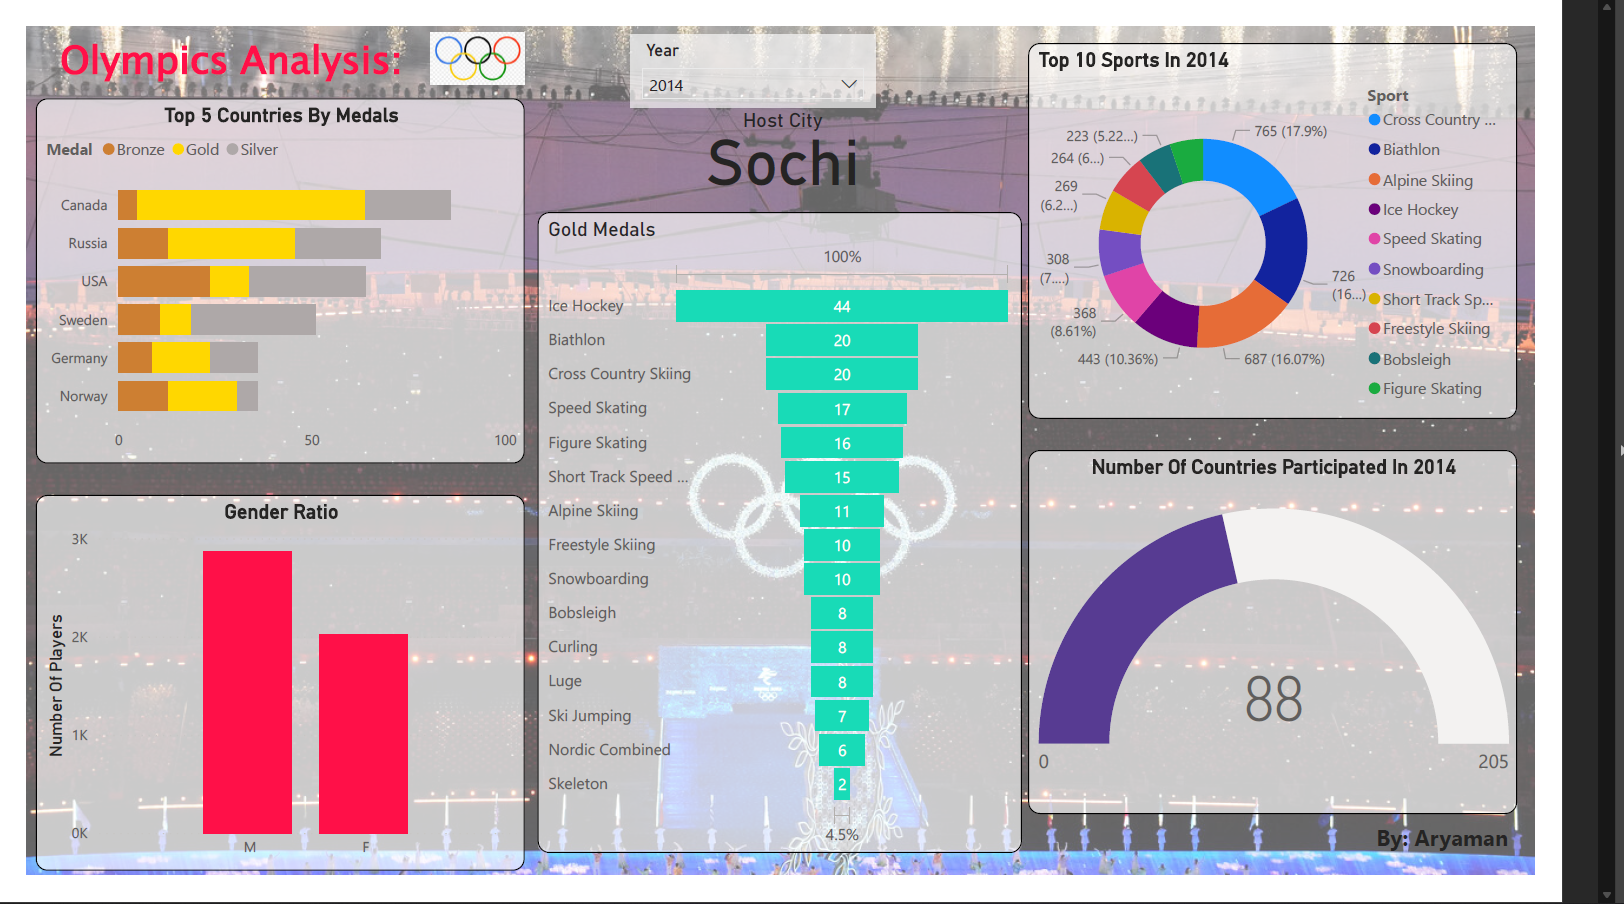 Olympics Analysis:
Year
2014
Host City
Sochi
Top 5 Countries By Medals
Medal Bronze Gold Silver
Canada
Russia
USA
Sweden
Germany
Norway
0 50 100
Gender Ratio
Number Of Players
3K
2K
1K
0K
M F
Gold Medals
100%
Ice Hockey 44
Biathlon 20
Cross Country Skiing 20
Speed Skating 17
Figure Skating 16
Short Track Speed ... 15
Alpine Skiing 11
Freestyle Skiing 10
Snowboarding 10
Bobsleigh 8
Curling 8
Luge 8
Ski Jumping 7
Nordic Combined 6
Skeleton 2
4.5%
Top 10 Sports In 2014
765 (17.9%)
726
(16...)
687 (16.07%)
443 (10.36%)
368
(8.61%)
308
(7....)
269
(6.2...)
264 (6...)
223 (5.22...)
Sport
Cross Country ...
Biathlon
Alpine Skiing
Ice Hockey
Speed Skating
Snowboarding
Short Track Sp...
Freestyle Skiing
Bobsleigh
Figure Skating
Number Of Countries Participated In 2014
88
0 205
By: Aryaman